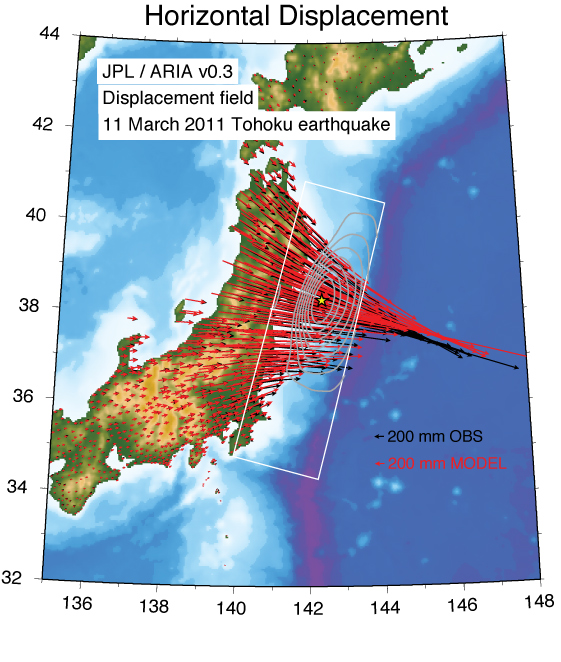 Horizontal Displacement
JPL / ARIA v0.3
Displacement field
11 March 2011 Tohoku earthquake
44
42
40
38
36
34
32
200 mm OBS
200 mm MODEL
136 138 140 142 144 146 148